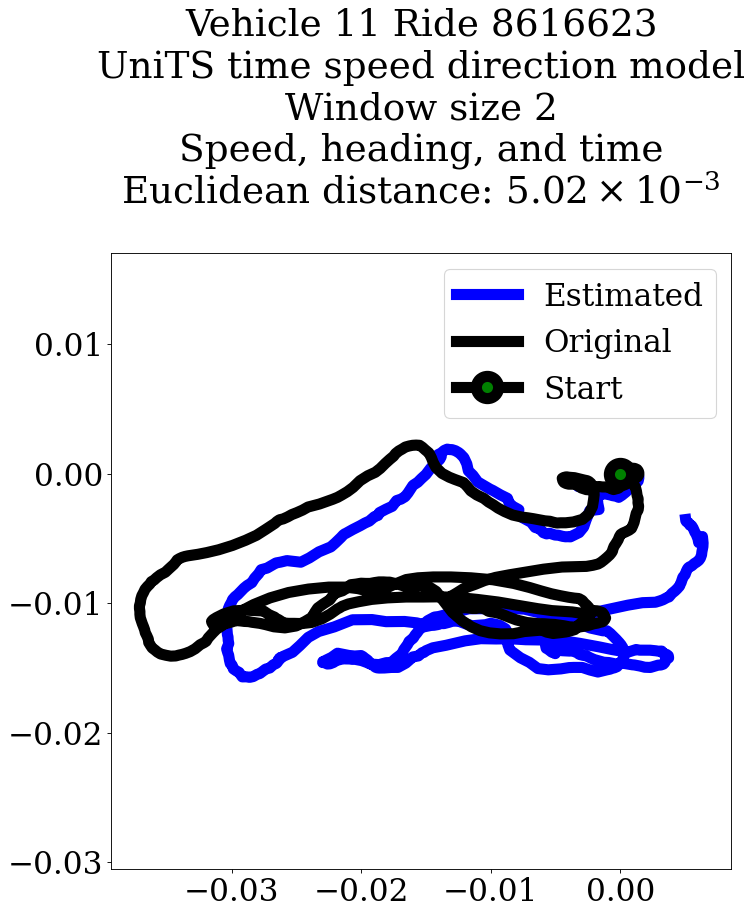 Vehicle 11 Ride 8616623
UniTS time speed direction model
Window size 2
Speed, heading, and time
Euclidean distance: 5.02 × 10⁻³
Estimated
Original
Start
0.01
0.00
−0.01
−0.02
−0.03
−0.03 −0.02 −0.01 0.00